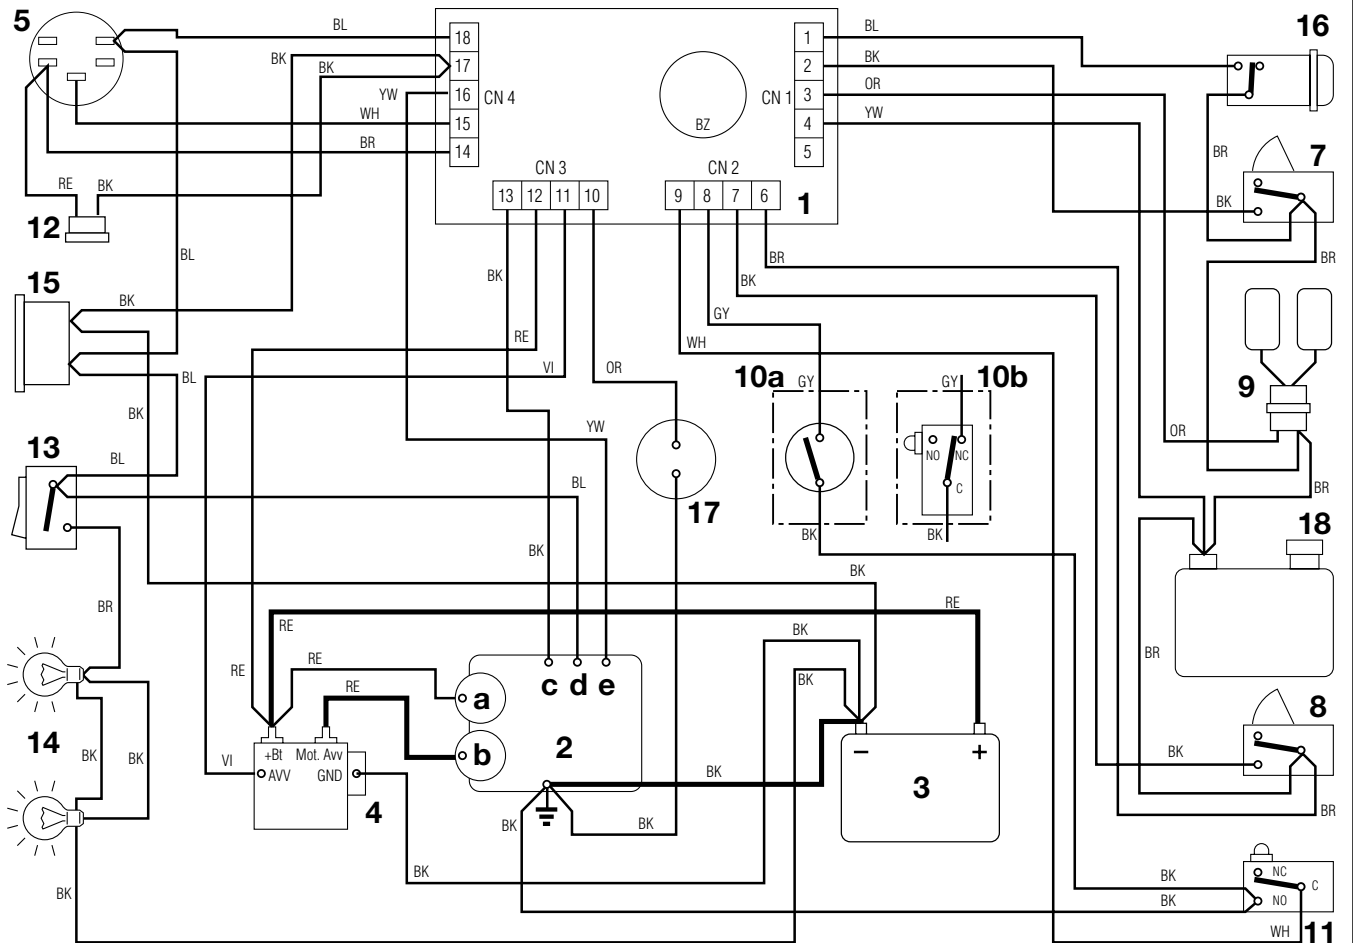 5
BL
18
1
BL
16
BK
BK
17
2
BK
YW
16
CN 4
CN 1
3
OR
WH
15
BZ
4
YW
BR
14
5
BR
7
RE
BK
CN 3
CN 2
13
12
11
10
9
8
7
6
1
BK
12
BL
BK
BR
BR
15
BK
BK
GY
RE
WH
9
VI
OR
10a
GY
GY
10b
BL
BK
13
YW
OR
NO
NC
C
BL
BL
17
BR
BK
BK
18
BK
BK
BR
RE
RE
BK
BR
RE
RE
BK
c
d
e
RE
a
8
14
BK
BK
+Bt
Mot. Avv
b
2
–
+
BK
VI
AVV
GND
BK
3
4
BK
BK
BR
BK
BK
NC
C
BK
NO
BK
WH
11